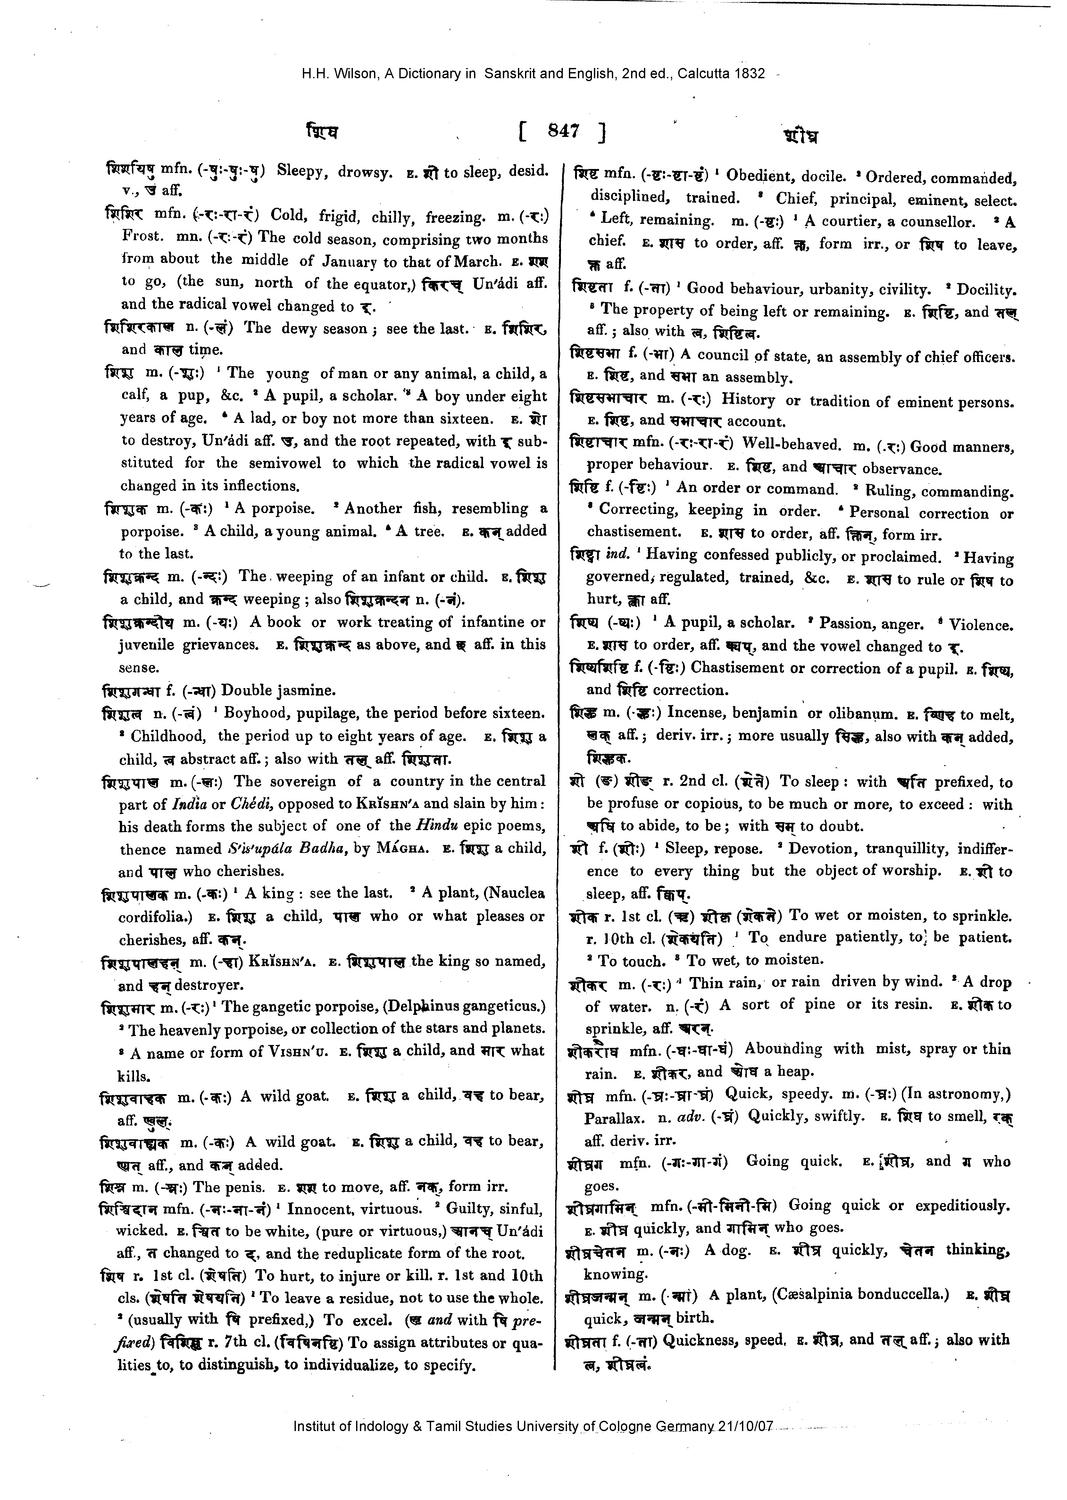 H.H. Wilson, A Dictionary in Sanskrit and English, 2nd ed., Calcutta 1832
शिष
[ 847 ]
शीघ्र
शिशयिषु mfn. (-षुः-षुः-षु) Sleepy, drowsy. E. शी to sleep, desid.
v., उ aff.
शिशिर mfn. (-रः-रा-रं) Cold, frigid, chilly, freezing. m. (-रः)
Frost. mn. (-रः-रं) The cold season, comprising two months
from about the middle of January to that of March. E. शश
to go, (the sun, north of the equator,) किरच् Un'ádi aff.
and the radical vowel changed to इ.
शिशिरकाल n. (-लं) The dewy season ; see the last. E. शिशिर,
and काल time.
शिशु m. (-शुः) ¹ The young of man or any animal, a child, a
calf, a pup, &c. ² A pupil, a scholar. ³ A boy under eight
years of age. ⁴ A lad, or boy not more than sixteen. E. शो
to destroy, Un'ádi aff. उ, and the root repeated, with इ sub-
stituted for the semivowel to which the radical vowel is
changed in its inflections.
शिशुक m. (-कः) ¹ A porpoise. ² Another fish, resembling a
porpoise. ³ A child, a young animal. ⁴ A tree. E. कन् added
to the last.
शिशुक्रन्द m. (-न्दः) The weeping of an infant or child. E. शिशु
a child, and क्रन्द weeping ; also शिशुक्रन्दन n. (-नं).
शिशुक्रन्दीय m. (-यः) A book or work treating of infantine or
juvenile grievances. E. शिशुक्रन्द as above, and छ aff. in this
sense.
शिशुगन्धा f. (-न्धा) Double jasmine.
शिशुत्व n. (-त्वं) ¹ Boyhood, pupilage, the period before sixteen.
² Childhood, the period up to eight years of age. E. शिशु a
child, त्व abstract aff. ; also with तल् aff. शिशुता.
शिशुपाल m. (-लः) The sovereign of a country in the central
part of India or Chédi, opposed to KRĬSHN'A and slain by him :
his death forms the subject of one of the Hindu epic poems,
thence named S'is'upála Badha, by MÁGHA. E. शिशु a child,
and पाल who cherishes.
शिशुपालक m. (-कः) ¹ A king : see the last. ² A plant, (Nauclea
cordifolia.) E. शिशु a child, पाल who or what pleases or
cherishes, aff. कन्.
शिशुपालहन् m. (-हा) KRĬSHN'A. E. शिशुपाल the king so named,
and हन् destroyer.
शिशुमार m. (-रः) ¹ The gangetic porpoise, (Delphinus gangeticus.)
² The heavenly porpoise, or collection of the stars and planets.
³ A name or form of VISHN'U. E. शिशु a child, and मार what
kills.
शिशुवाहक m. (-कः) A wild goat. E. शिशु a child, वह to bear,
aff. ण्वुल्.
शिशुवाह्यक m. (-कः) A wild goat. E. शिशु a child, वह to bear,
ण्यत् aff., and कन् added.
शिश्न m. (-श्नः) The penis. E. शश to move, aff. नक्, form irr.
शिश्विदान mfn. (-नः-ना-नं) ¹ Innocent, virtuous. ² Guilty, sinful,
wicked. E. श्वित to be white, (pure or virtuous,) आनच् Un'ádi
aff., त changed to द, and the reduplicate form of the root.
शिष r. 1st cl. (शेषति) To hurt, to injure or kill. r. 1st and 10th
cls. (शेषति शेषयति) ¹ To leave a residue, not to use the whole.
² (usually with वि prefixed,) To excel. (ऌ and with वि pre-
fixed) विशिष्लृ r. 7th cl. (विशिनष्टि) To assign attributes or qua-
lities to, to distinguish, to individualize, to specify.
शिष्ट mfn. (-ष्टः-ष्टा-ष्टं) ¹ Obedient, docile. ² Ordered, commanded,
disciplined, trained. ³ Chief, principal, eminent, select.
⁴ Left, remaining. m. (-ष्टः) ¹ A courtier, a counsellor. ² A
chief. E. शास to order, aff. क्त, form irr., or शिष to leave,
क्त aff.
शिष्टता f. (-ता) ¹ Good behaviour, urbanity, civility. ² Docility.
³ The property of being left or remaining. E. शिष्ट, and तल्
aff. ; also with त्व, शिष्टत्व.
शिष्टसभा f. (-भा) A council of state, an assembly of chief officers.
E. शिष्ट, and सभा an assembly.
शिष्टसमाचार m. (-रः) History or tradition of eminent persons.
E. शिष्ट, and समाचार account.
शिष्टाचार mfn. (-रः-रा-रं) Well-behaved. m. (-रः) Good manners,
proper behaviour. E. शिष्ट, and आचार observance.
शिष्टि f. (-ष्टिः) ¹ An order or command. ² Ruling, commanding.
³ Correcting, keeping in order. ⁴ Personal correction or
chastisement. E. शास to order, aff. क्तिन्, form irr.
शिष्ट्वा ind. ¹ Having confessed publicly, or proclaimed. ² Having
governed, regulated, trained, &c. E. शास to rule or शिष to
hurt, क्त्वा aff.
शिष्य (-ष्यः) ¹ A pupil, a scholar. ² Passion, anger. ³ Violence.
E. शास to order, aff. क्यप्, and the vowel changed to इ.
शिष्यशिष्टि f. (-ष्टिः) Chastisement or correction of a pupil. E. शिष्य,
and शिष्टि correction.
शिह्ल m. (-ह्लः) Incense, benjamin or olibanum. E. ष्णिह to melt,
लक् aff. ; deriv. irr. ; more usually सिह्ल, also with कन् added,
शिह्लक.
शी (ङ) शीङ् r. 2nd cl. (शेते) To sleep : with अति prefixed, to
be profuse or copious, to be much or more, to exceed : with
अधि to abide, to be ; with सम् to doubt.
शी f. (शीः) ¹ Sleep, repose. ² Devotion, tranquillity, indiffer-
ence to every thing but the object of worship. E. शी to
sleep, aff. क्विप्.
शीक r. 1st cl. (ऋ) शीकृ (शीकते) To wet or moisten, to sprinkle.
r. 10th cl. (शीकयति) ¹ To endure patiently, to be patient.
² To touch. ³ To wet, to moisten.
शीकर m. (-रः) ¹ Thin rain, or rain driven by wind. ² A drop
of water. n. (-रं) A sort of pine or its resin. E. शीक to
sprinkle, aff. अरन्.
शीकरौघ mfn. (-घः-घा-घं) Abounding with mist, spray or thin
rain. E. शीकर, and ओघ a heap.
शीघ्र mfn. (-घ्रः-घ्रा-घ्रं) Quick, speedy. m. (-घ्रः) (In astronomy,)
Parallax. n. adv. (-घ्रं) Quickly, swiftly. E. शिघ to smell, रक्
aff. deriv. irr.
शीघ्रग mfn. (-गः-गा-गं) Going quick. E. शीघ्र, and ग who
goes.
शीघ्रगामिन् mfn. (-मी-मिनी-मि) Going quick or expeditiously.
E. शीघ्र quickly, and गामिन् who goes.
शीघ्रचेतन m. (-नः) A dog. E. शीघ्र quickly, चेतन thinking,
knowing.
शीघ्रजन्मन् m. (-न्मां) A plant, (Cæsalpinia bonduccella.) E. शीघ्र
quick, जन्मन् birth.
शीघ्रता f. (-ता) Quickness, speed. E. शीघ्र, and तल् aff. ; also with
त्व, शीघ्रत्वं.
Institut of Indology & Tamil Studies University of Cologne Germany 21/10/07